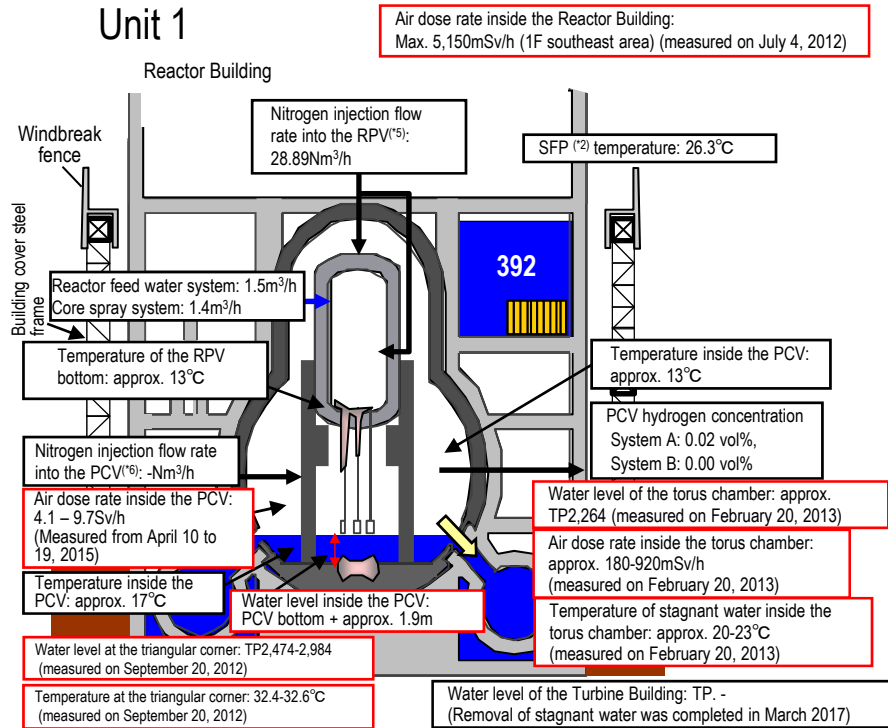 Unit 1
Air dose rate inside the Reactor Building:
Max. 5,150mSv/h (1F southeast area) (measured on July 4, 2012)
Reactor Building
Nitrogen injection flow
rate into the RPV(*5):
28.89Nm3/h
Windbreak
fence
SFP (*2) temperature: 26.3℃
392
Building cover steel
frame
Reactor feed water system: 1.5m3/h
Core spray system: 1.4m3/h
Temperature of the RPV
bottom: approx. 13℃
Temperature inside the PCV:
approx. 13℃
PCV hydrogen concentration
System A: 0.02 vol%,
System B: 0.00 vol%
Nitrogen injection flow rate
into the PCV(*6): -Nm3/h
Air dose rate inside the PCV:
4.1 – 9.7Sv/h
(Measured from April 10 to
19, 2015)
Water level of the torus chamber: approx.
TP2,264 (measured on February 20, 2013)
Air dose rate inside the torus chamber:
approx. 180-920mSv/h
(measured on February 20, 2013)
Temperature inside the
PCV: approx. 17℃
Water level inside the PCV:
PCV bottom + approx. 1.9m
Temperature of stagnant water inside the
torus chamber: approx. 20-23℃
(measured on February 20, 2013)
Water level at the triangular corner: TP2,474-2,984
(measured on September 20, 2012)
Temperature at the triangular corner: 32.4-32.6℃
(measured on September 20, 2012)
Water level of the Turbine Building: TP. -
(Removal of stagnant water was completed in March 2017)